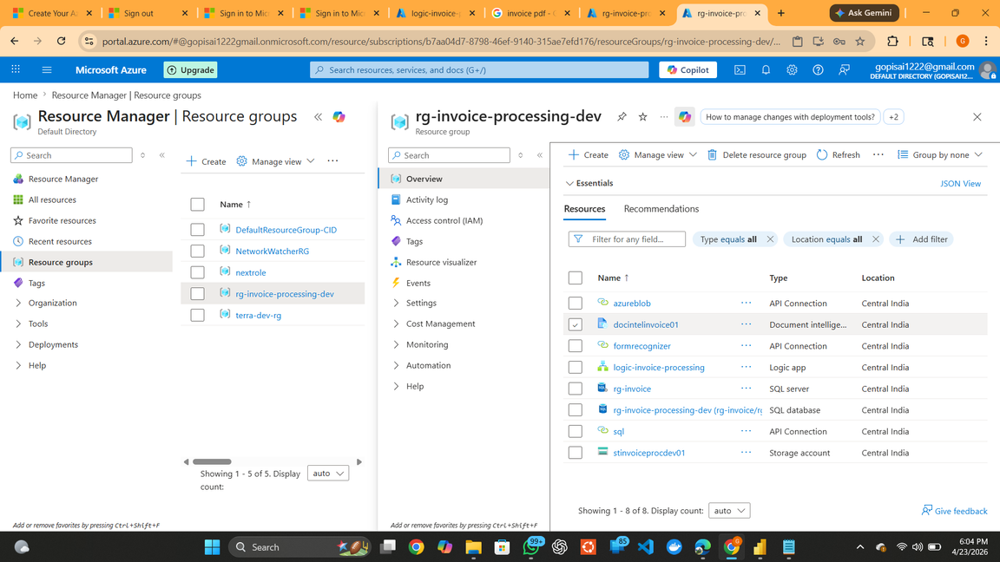 Create Your A
Sign out
Sign in to Mic
Sign in to Mic
logic-invoice-
invoice pdf - G
rg-invoice-pro
rg-invoice-pro
Ask Gemini
portal.azure.com/#@gopisai1222gmail.onmicrosoft.com/resource/subscriptions/b7aa04d7-8798-46ef-9140-315ae7efd176/resourceGroups/rg-invoice-processing-dev/...
G
Microsoft Azure
Upgrade
Search resources, services, and docs (G+/)
Copilot
gopisai1222@gmail.com
DEFAULT DIRECTORY (GOPISAI12...
Home > Resource Manager | Resource groups
Resource Manager | Resource groups
Default Directory
Search
Resource Manager
All resources
Favorite resources
Recent resources
Resource groups
Tags
Organization
Tools
Deployments
Help
Add or remove favorites by pressing Ctrl+Shift+F
Create
Manage view
Name ↑
DefaultResourceGroup-CID
NetworkWatcherRG
nextrole
rg-invoice-processing-dev
terra-dev-rg
Showing 1 - 5 of 5. Display count:
auto
rg-invoice-processing-dev
Resource group
How to manage changes with deployment tools?
+2
Search
Overview
Activity log
Access control (IAM)
Tags
Resource visualizer
Events
Settings
Cost Management
Monitoring
Automation
Help
Add or remove favorites by pressing Ctrl+Shift+F
Create
Manage view
Delete resource group
Refresh
Group by none
Essentials
JSON View
Resources
Recommendations
Filter for any field...
Type equals all
Location equals all
Add filter
Name ↑ Type Location
azureblob ... API Connection Central India
docintelinvoice01 ... Document intellige... Central India
formrecognizer ... API Connection Central India
logic-invoice-processing ... Logic app Central India
rg-invoice ... SQL server Central India
rg-invoice-processing-dev (rg-invoice/rg SQL database Central India
sql ... API Connection Central India
stinvoiceprocdev01 ... Storage account Central India
Showing 1 - 8 of 8. Display count:
auto
Give feedback
Search
99+
85
G
6:04 PM
4/23/2026